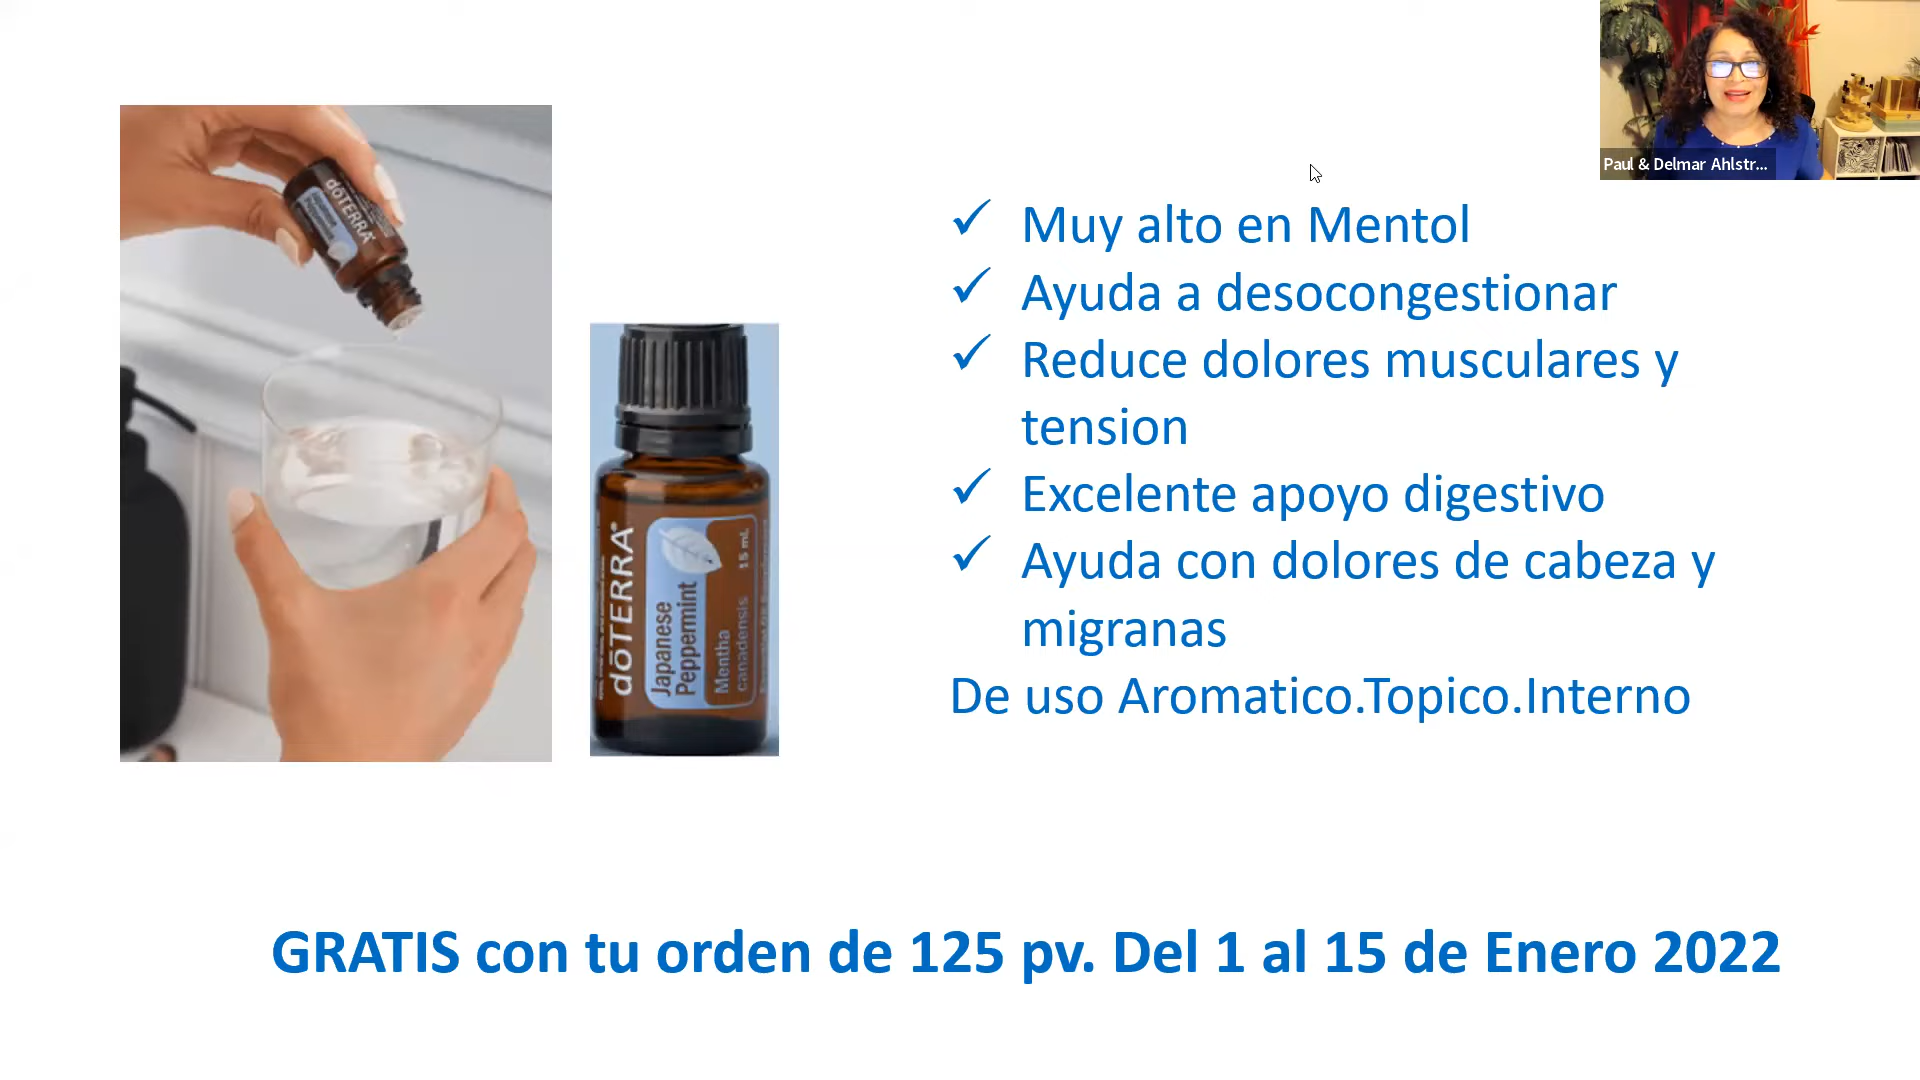 Paul & Delmar Ahlstr...
✓ Muy alto en Mentol
✓ Ayuda a desocongestionar
✓ Reduce dolores musculares y
tension
✓ Excelente apoyo digestivo
✓ Ayuda con dolores de cabeza y
migranas
De uso Aromatico.Topico.Interno
dōTERRA
dōTERRA
Japanese
Peppermint
Mentha
canadensis
15 mL
GRATIS con tu orden de 125 pv. Del 1 al 15 de Enero 2022